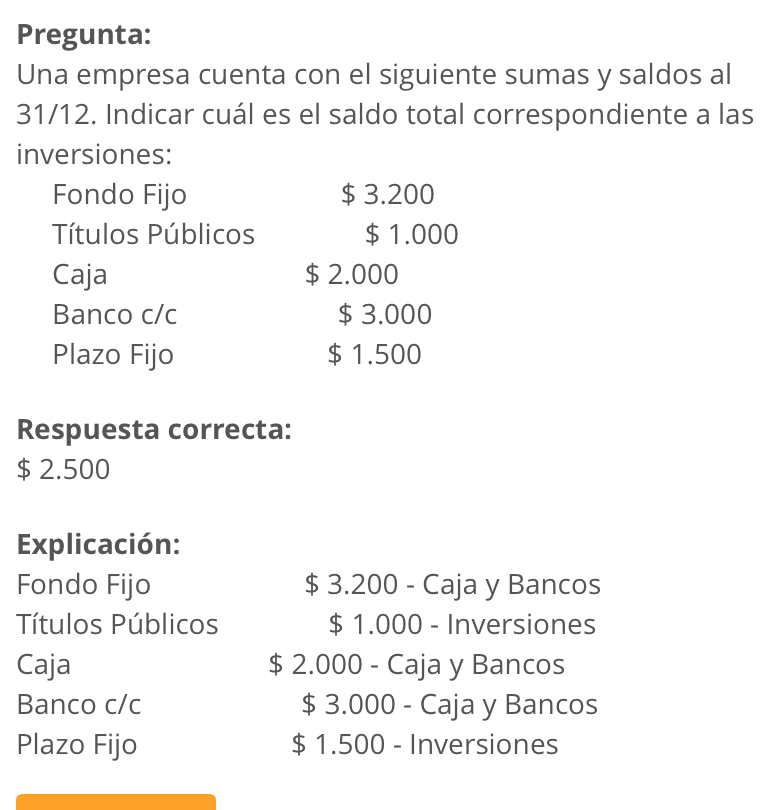 Pregunta:
Una empresa cuenta con el siguiente sumas y saldos al
31/12. Indicar cuál es el saldo total correspondiente a las
inversiones:
Fondo Fijo $ 3.200
Títulos Públicos $ 1.000
Caja $ 2.000
Banco c/c $ 3.000
Plazo Fijo $ 1.500
Respuesta correcta:
$ 2.500
Explicación:
Fondo Fijo $ 3.200 - Caja y Bancos
Títulos Públicos $ 1.000 - Inversiones
Caja $ 2.000 - Caja y Bancos
Banco c/c $ 3.000 - Caja y Bancos
Plazo Fijo $ 1.500 - Inversiones